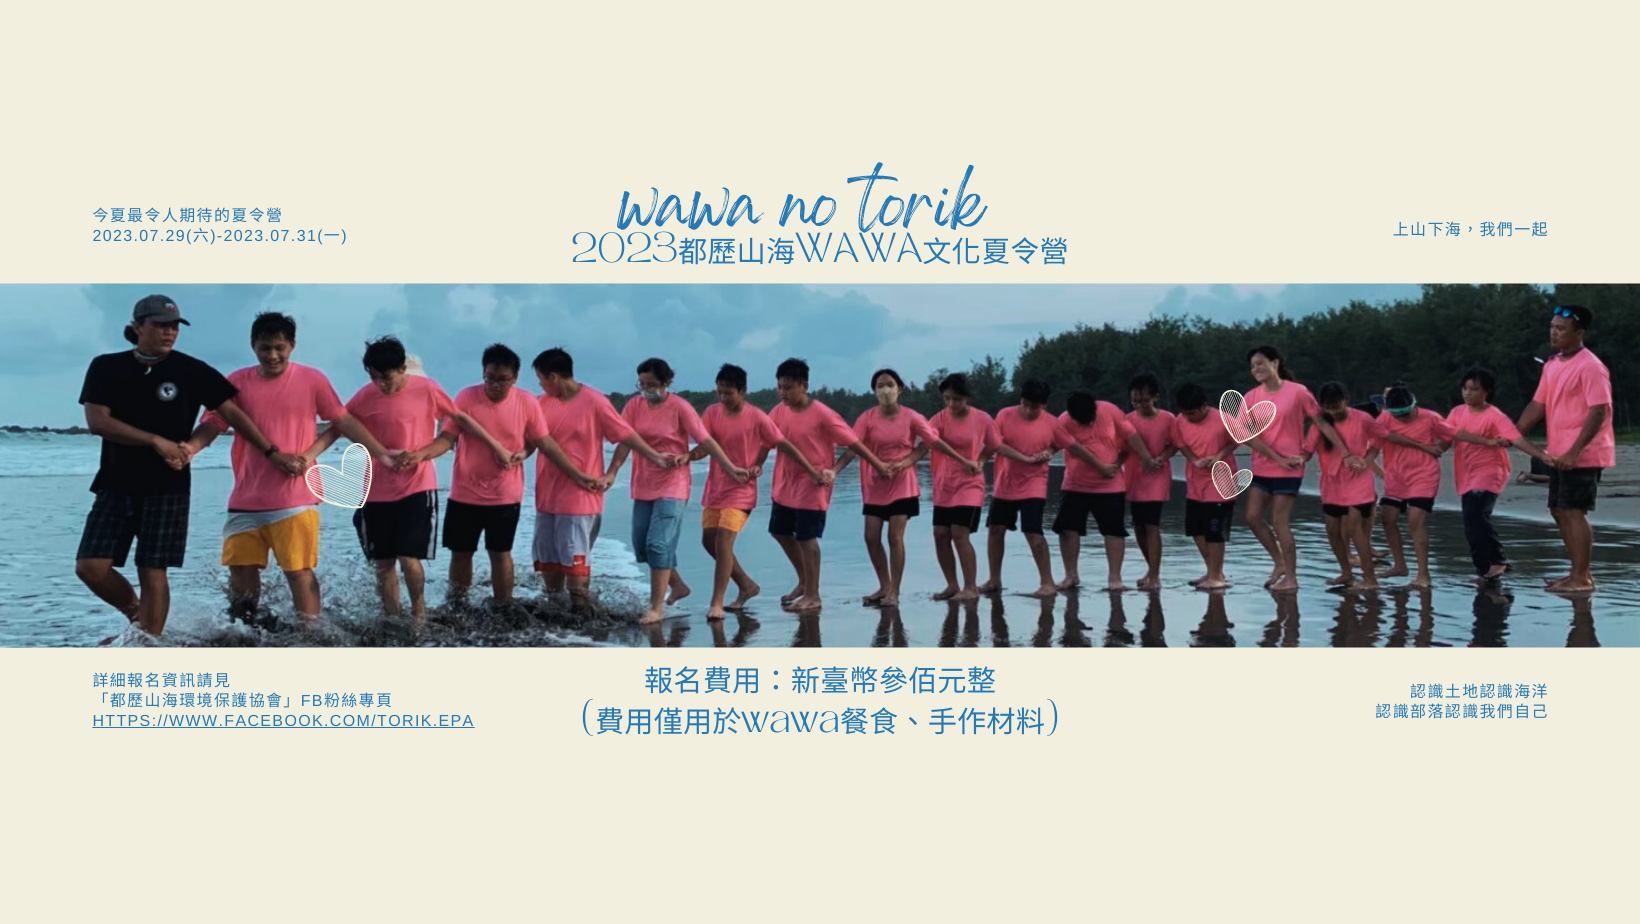 wawa no torik
2023都歷山海WAWA文化夏令營
今夏最令人期待的夏令營
2023.07.29(六)-2023.07.31(一)
上山下海，我們一起
詳細報名資訊請見
「都歷山海環境保護協會」FB粉絲專頁
HTTPS://WWW.FACEBOOK.COM/TORIK.EPA
報名費用：新臺幣參佰元整
(費用僅用於wawa餐食、手作材料)
認識土地認識海洋
認識部落認識我們自己